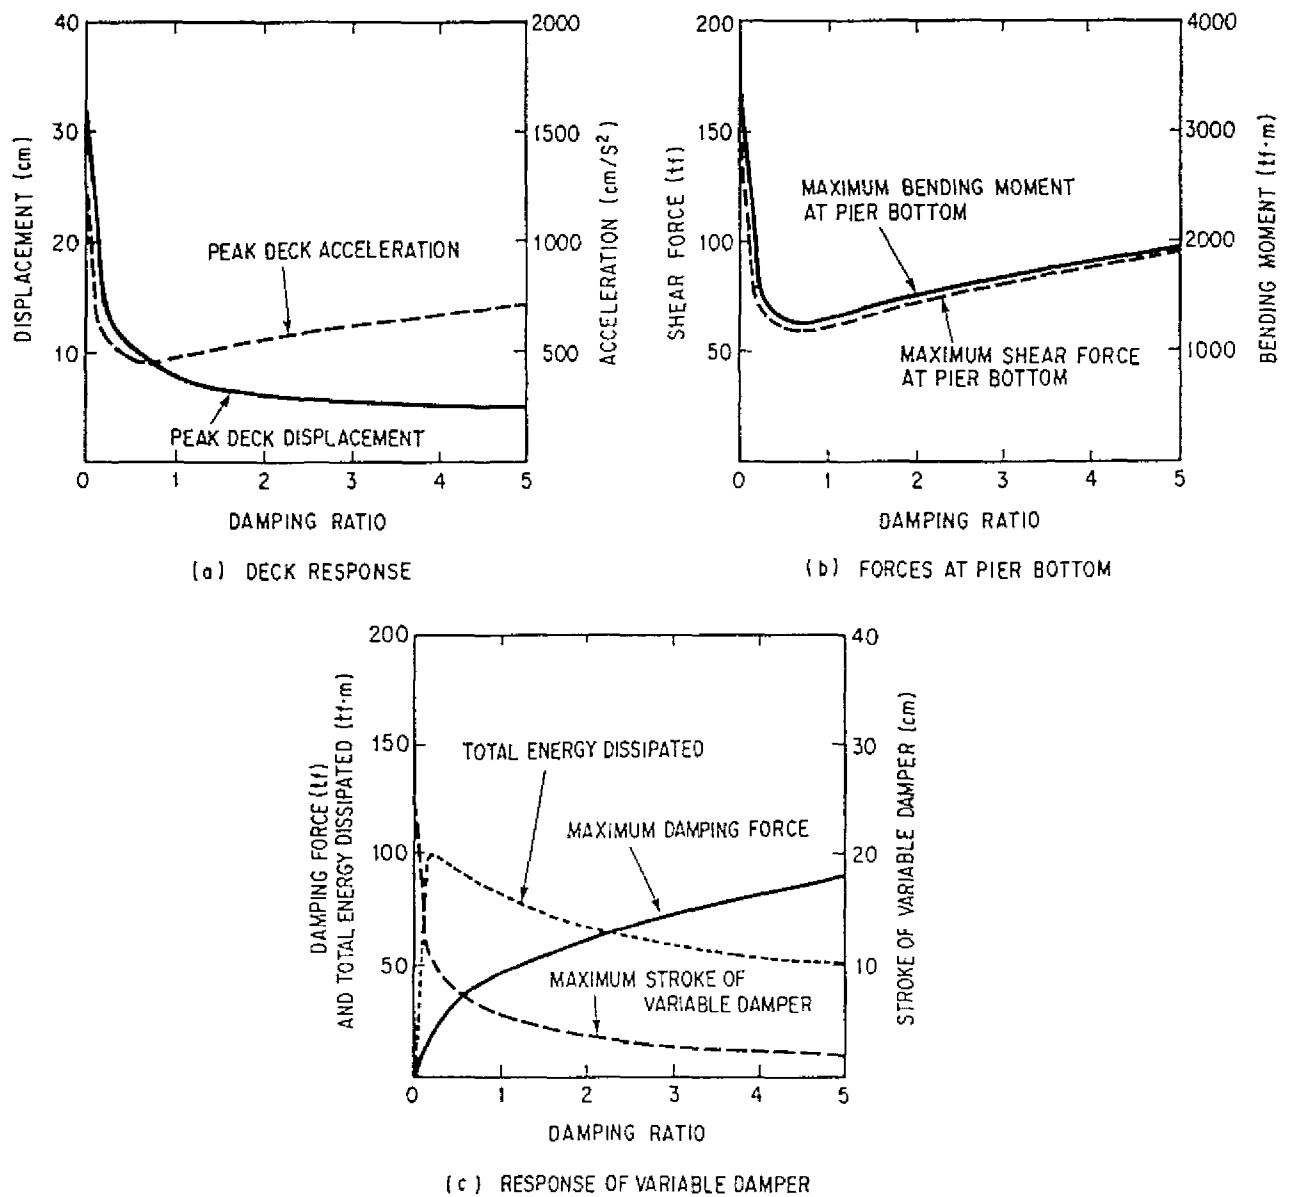 40
30
20
10
DISPLACEMENT (cm)
2000
1500
1000
500
ACCELERATION (cm/S²)
PEAK DECK ACCELERATION
PEAK DECK DISPLACEMENT
0 1 2 3 4 5
DAMPING RATIO
(a) DECK RESPONSE
200
150
100
50
SHEAR FORCE (tf)
4000
3000
2000
1000
BENDING MOMENT (tf·m)
MAXIMUM BENDING MOMENT
AT PIER BOTTOM
MAXIMUM SHEAR FORCE
AT PIER BOTTOM
0 1 2 3 4 5
DAMPING RATIO
(b) FORCES AT PIER BOTTOM
200
150
100
50
DAMPING FORCE (tf)
AND TOTAL ENERGY DISSIPATED (tf·m)
40
30
20
10
STROKE OF VARIABLE DAMPER (cm)
TOTAL ENERGY DISSIPATED
MAXIMUM DAMPING FORCE
MAXIMUM STROKE OF
VARIABLE DAMPER
0 1 2 3 4 5
DAMPING RATIO
(c) RESPONSE OF VARIABLE DAMPER